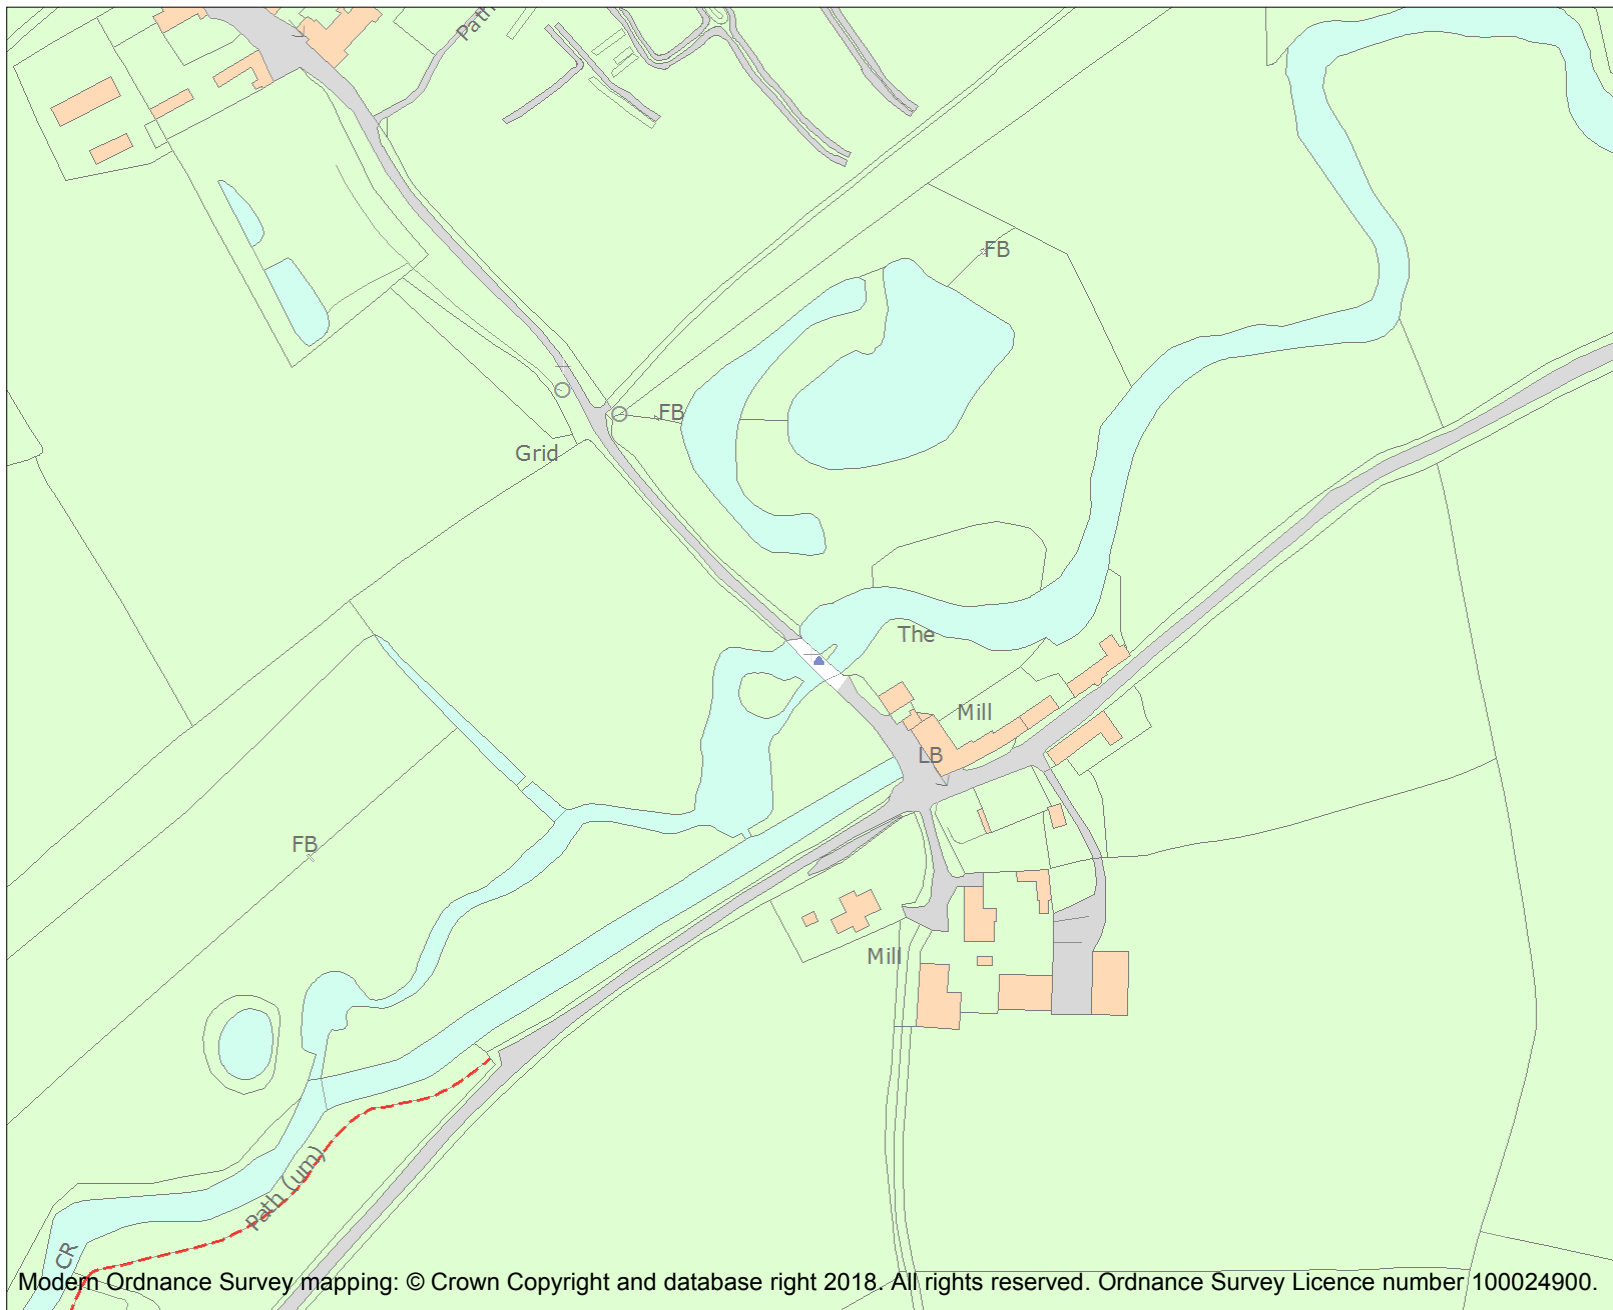 Path
FB
FB
Grid
The
Mill
LB
FB
Mill
Path (um)
CR
Modern Ordnance Survey mapping: © Crown Copyright and database right 2018. All rights reserved. Ordnance Survey Licence number 100024900.